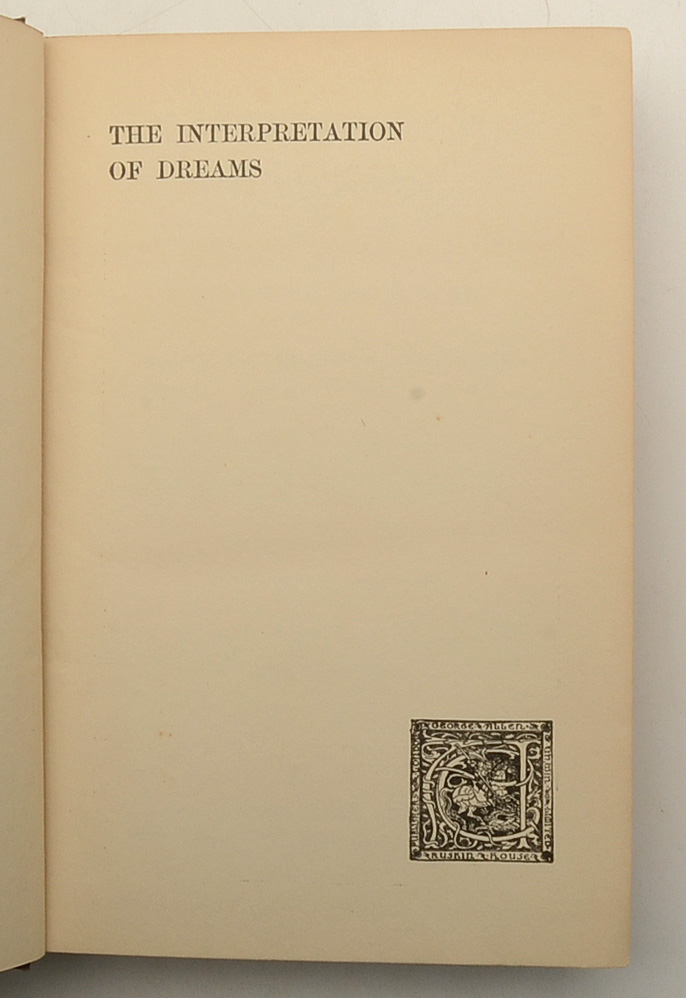 THE INTERPRETATION
OF DREAMS
GEORGE ALLEN
RUSKIN HOUSE